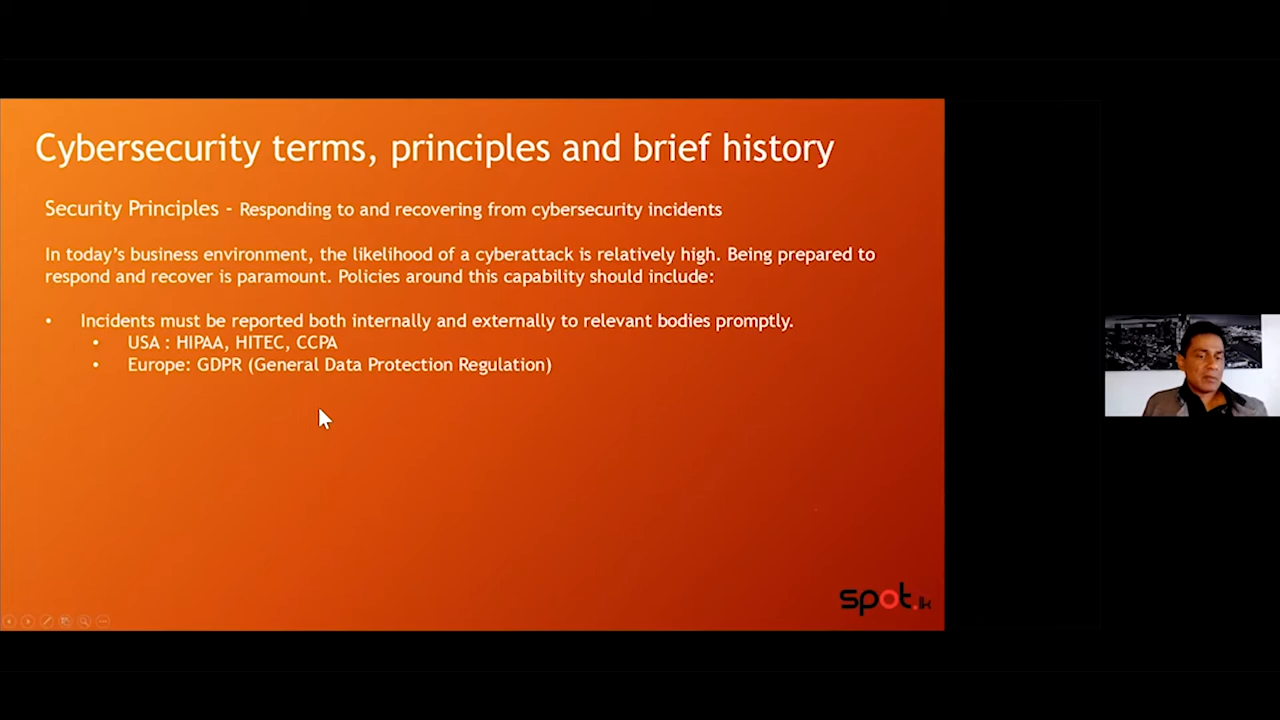 Cybersecurity terms, principles and brief history
Security Principles - Responding to and recovering from cybersecurity incidents
In today's business environment, the likelihood of a cyberattack is relatively high. Being prepared to
respond and recover is paramount. Policies around this capability should include:
• Incidents must be reported both internally and externally to relevant bodies promptly.
• USA : HIPAA, HITEC, CCPA
• Europe: GDPR (General Data Protection Regulation)
spot.lk